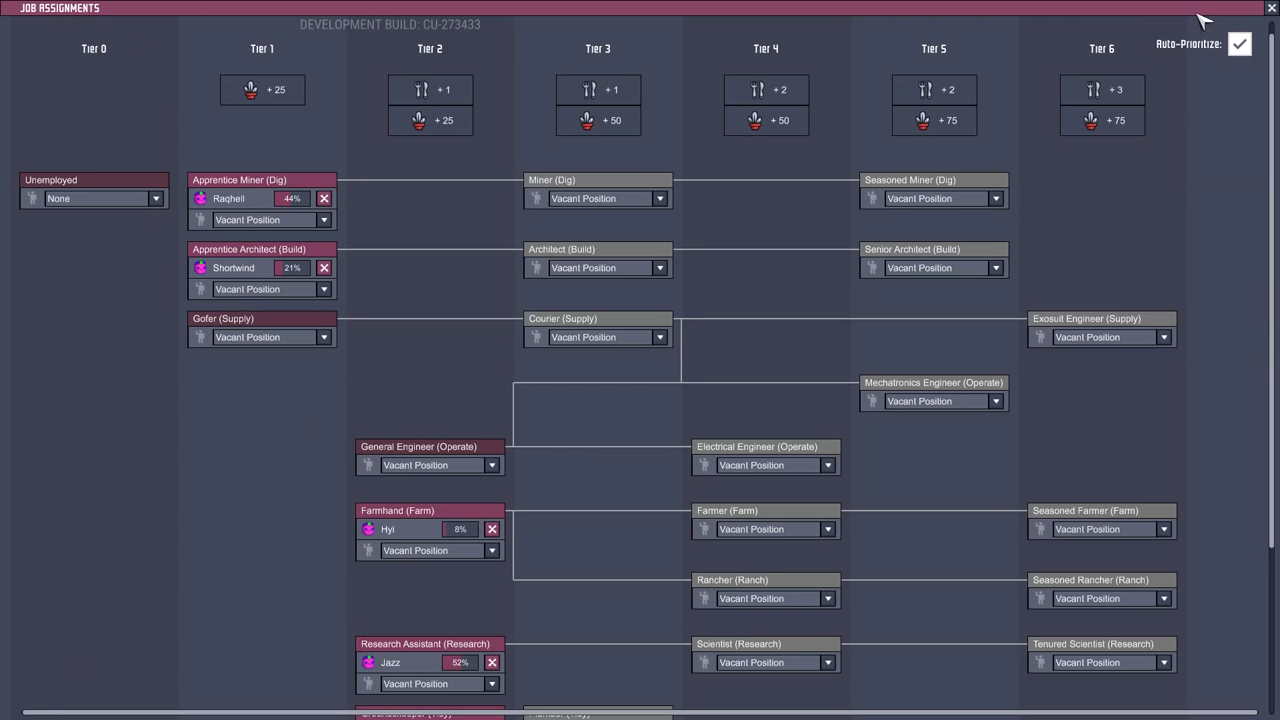 JOB ASSIGNMENTS
DEVELOPMENT BUILD: CU-273433
Auto-Prioritize:
Tier 0
Tier 1
Tier 2
Tier 3
Tier 4
Tier 5
Tier 6
+ 25
+ 1
+ 1
+ 2
+ 2
+ 3
+ 25
+ 50
+ 50
+ 75
+ 75
Unemployed
None
Apprentice Miner (Dig)
Raqhell 44%
Vacant Position
Miner (Dig)
Vacant Position
Seasoned Miner (Dig)
Vacant Position
Apprentice Architect (Build)
Shortwind 21%
Vacant Position
Architect (Build)
Vacant Position
Senior Architect (Build)
Vacant Position
Gofer (Supply)
Vacant Position
Courier (Supply)
Vacant Position
Exosuit Engineer (Supply)
Vacant Position
Mechatronics Engineer (Operate)
Vacant Position
General Engineer (Operate)
Vacant Position
Electrical Engineer (Operate)
Vacant Position
Farmhand (Farm)
Hyi 8%
Vacant Position
Farmer (Farm)
Vacant Position
Seasoned Farmer (Farm)
Vacant Position
Rancher (Ranch)
Vacant Position
Seasoned Rancher (Ranch)
Vacant Position
Research Assistant (Research)
Jazz 52%
Vacant Position
Scientist (Research)
Vacant Position
Tenured Scientist (Research)
Vacant Position